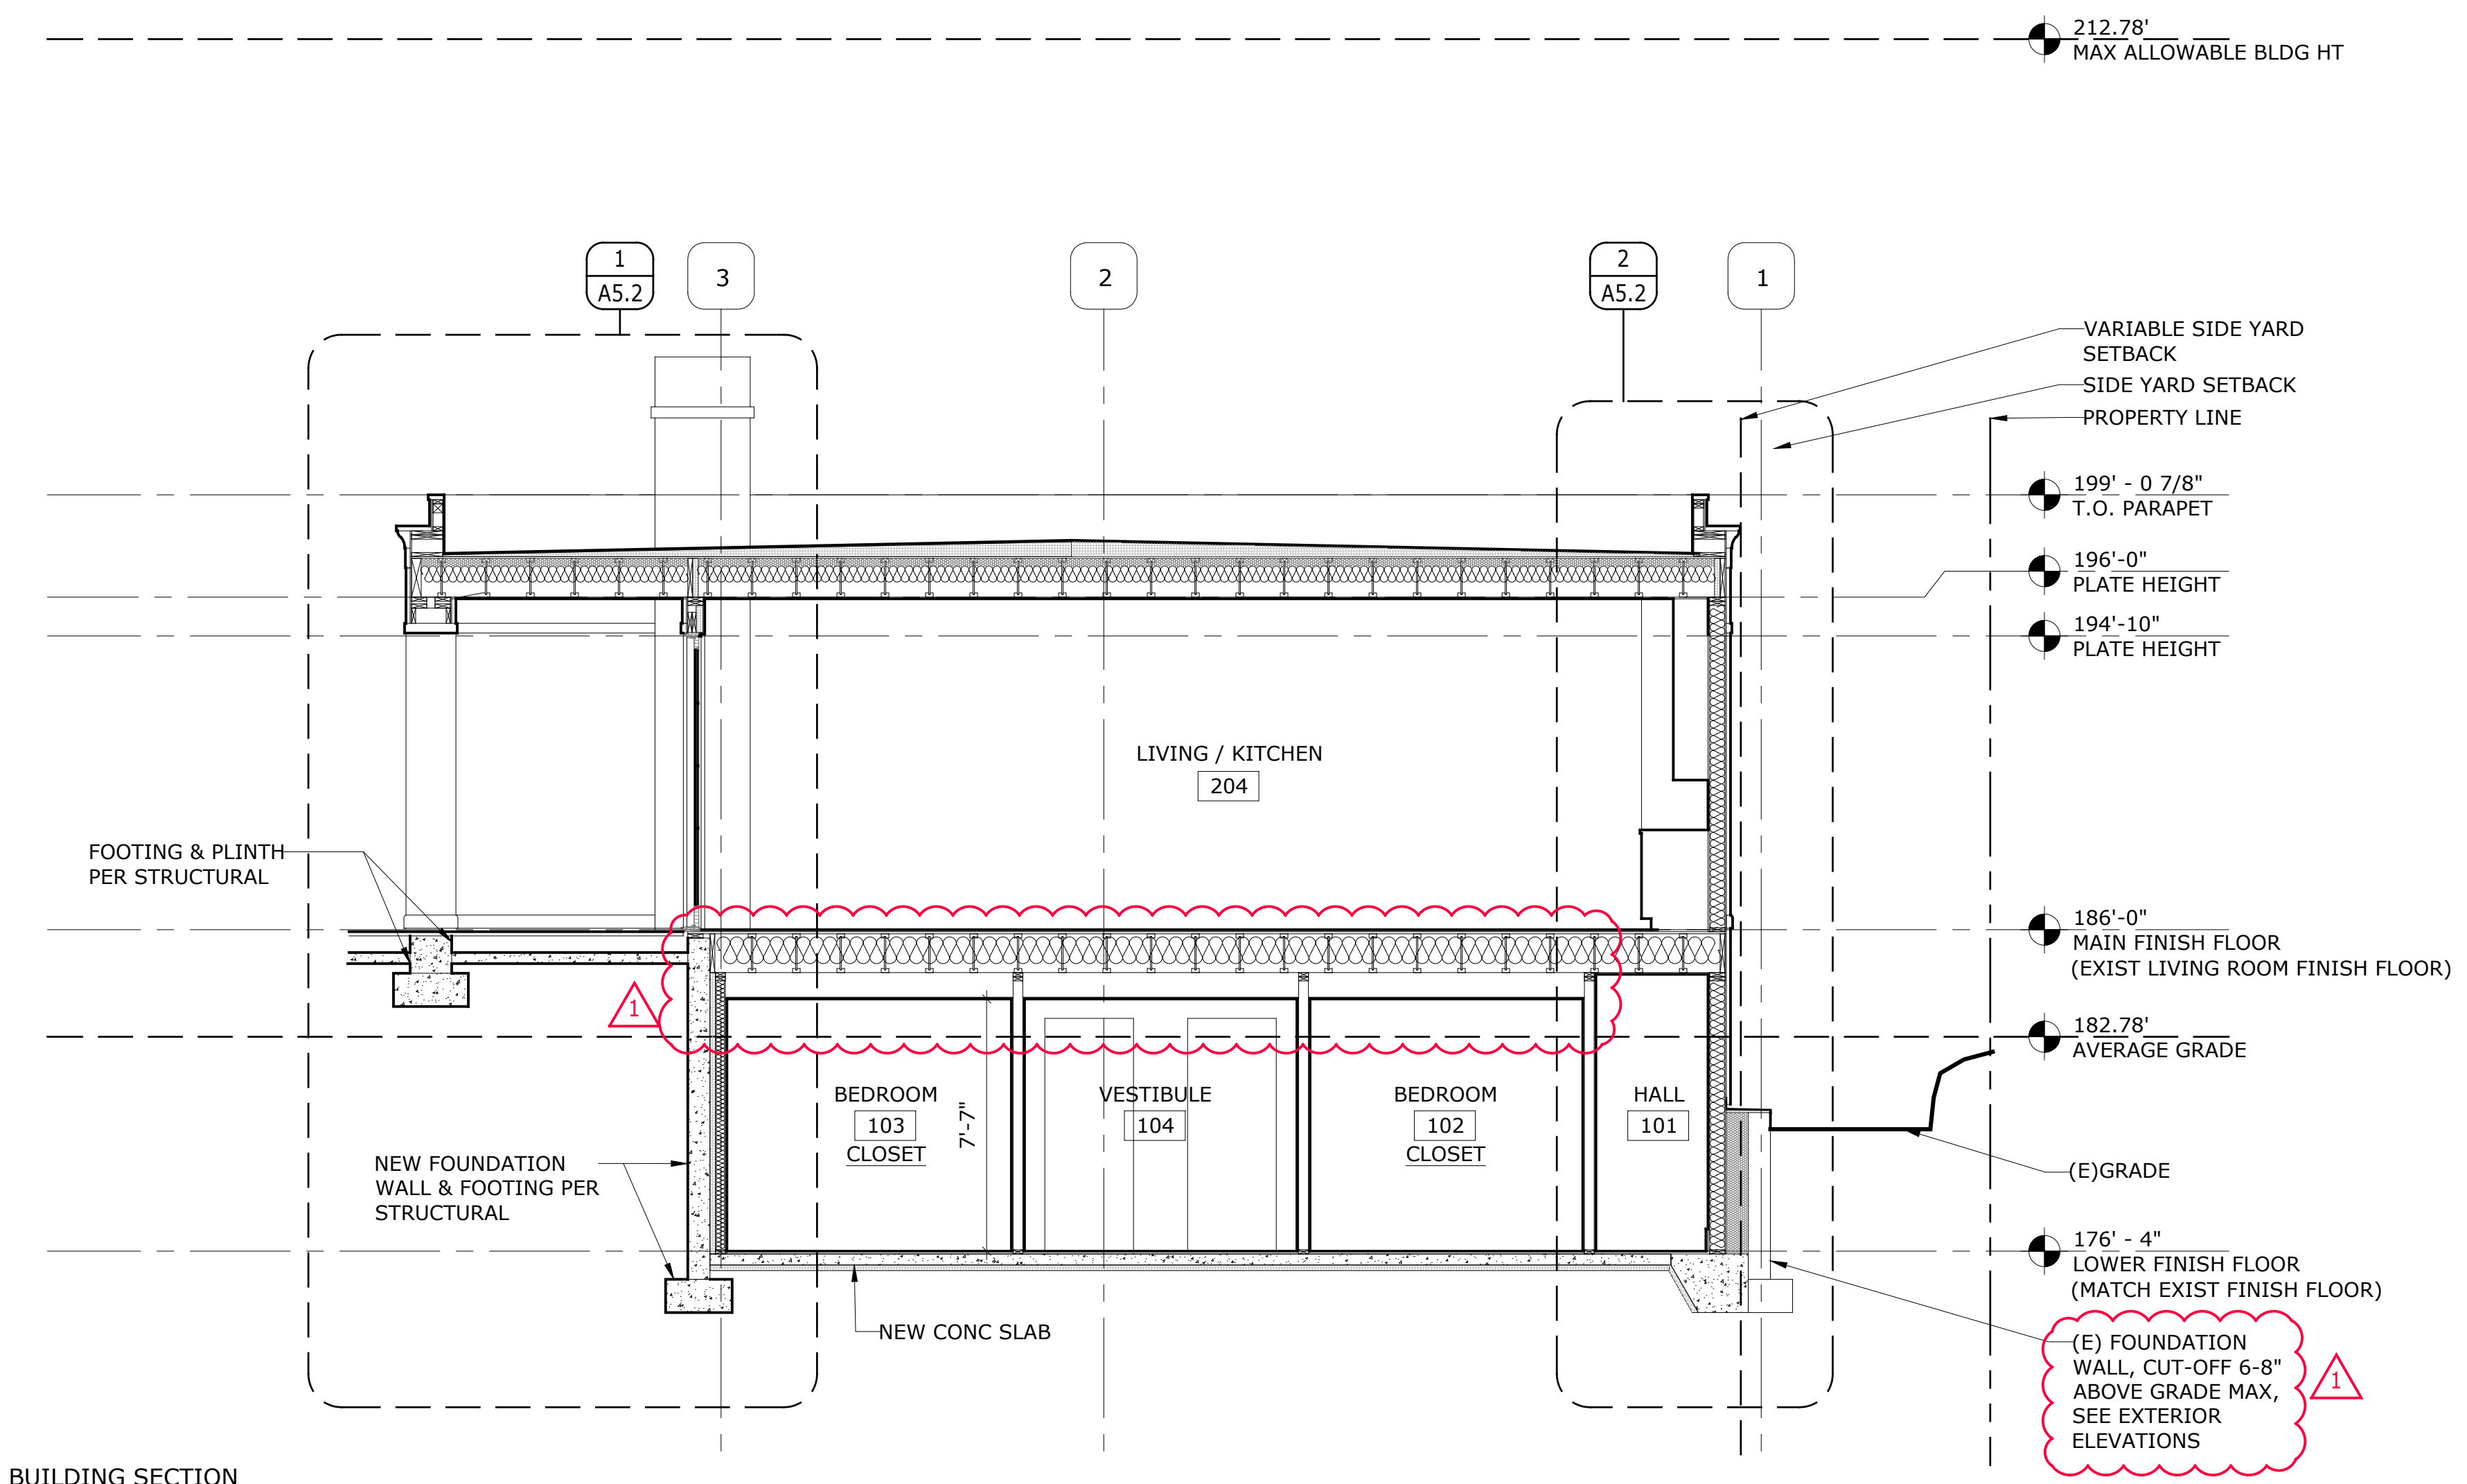 212.78'
MAX ALLOWABLE BLDG HT
1
A5.2
3
2
2
A5.2
1
VARIABLE SIDE YARD
SETBACK
SIDE YARD SETBACK
PROPERTY LINE
199' - 0 7/8"
T.O. PARAPET
196'-0"
PLATE HEIGHT
194'-10"
PLATE HEIGHT
LIVING / KITCHEN
204
FOOTING & PLINTH
PER STRUCTURAL
186'-0"
MAIN FINISH FLOOR
(EXIST LIVING ROOM FINISH FLOOR)
1
182.78'
AVERAGE GRADE
BEDROOM
103
CLOSET
7'-7"
VESTIBULE
104
BEDROOM
102
CLOSET
HALL
101
NEW FOUNDATION
WALL & FOOTING PER
STRUCTURAL
(E)GRADE
176' - 4"
LOWER FINISH FLOOR
(MATCH EXIST FINISH FLOOR)
NEW CONC SLAB
(E) FOUNDATION
WALL, CUT-OFF 6-8"
ABOVE GRADE MAX,
SEE EXTERIOR
ELEVATIONS
1
BUILDING SECTION